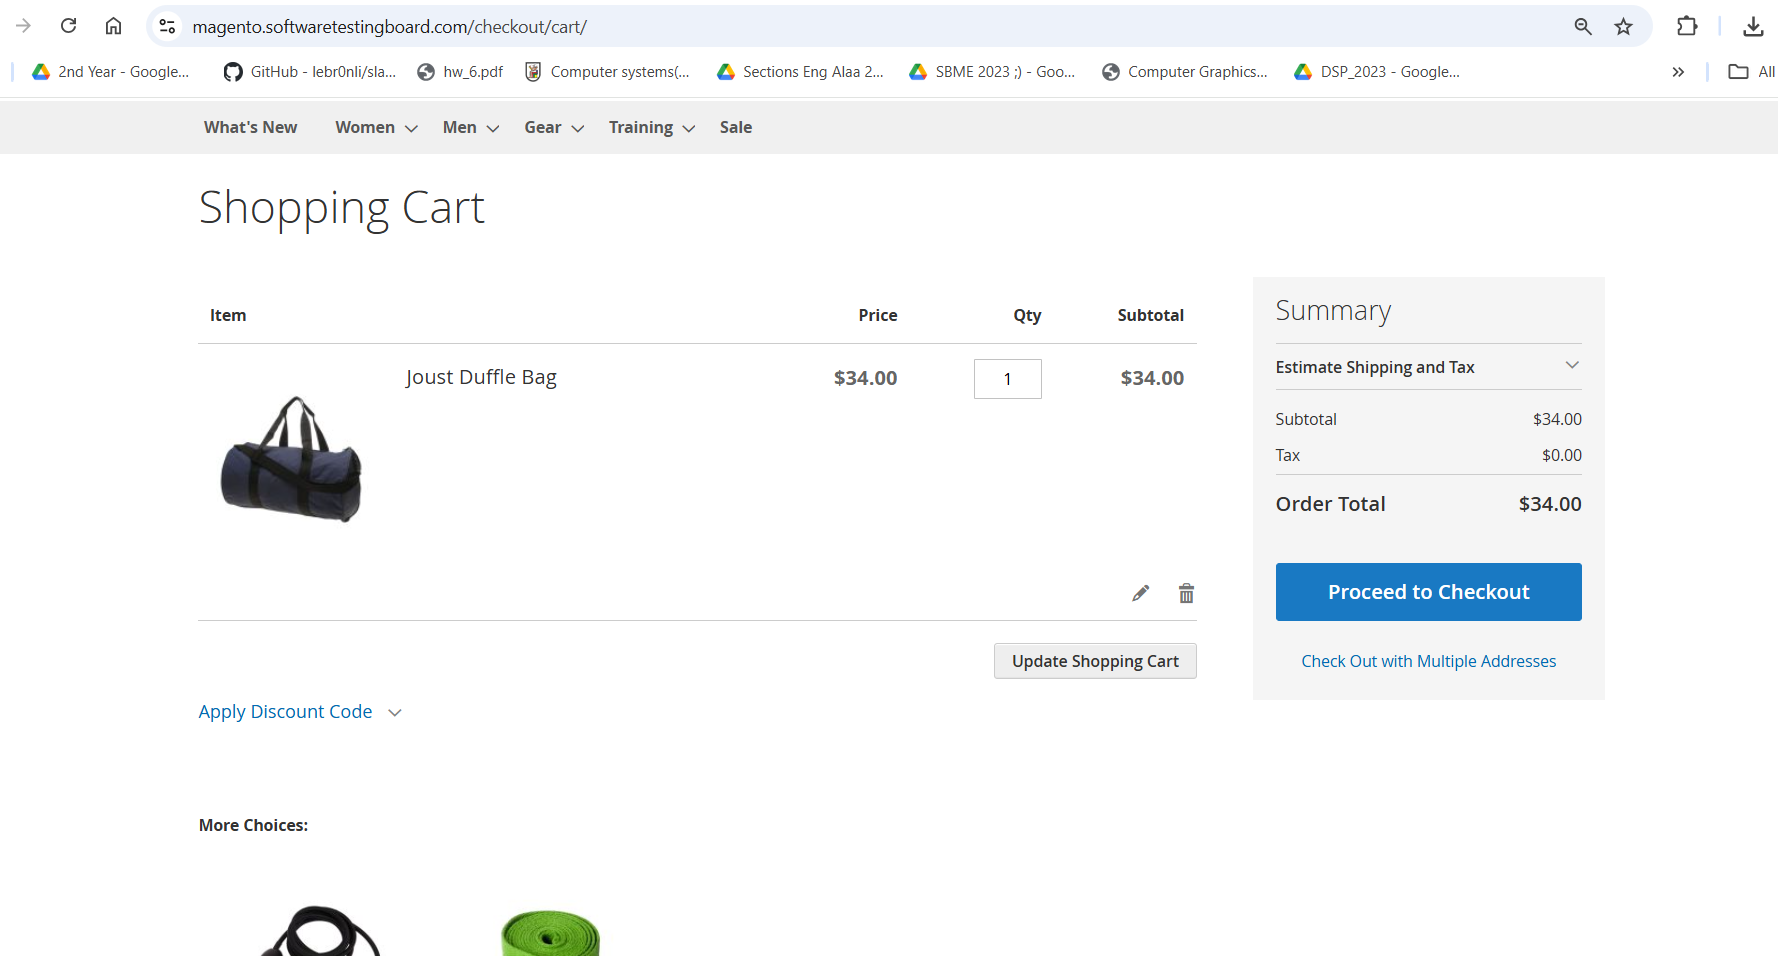 magento.softwaretestingboard.com/checkout/cart/
2nd Year - Google... GitHub - lebr0nli/sla... hw_6.pdf Computer systems(... Sections Eng Alaa 2... SBME 2023 ;) - Goo... Computer Graphics... DSP_2023 - Google... » All
What's New Women Men Gear Training Sale
Shopping Cart
Item Price Qty Subtotal
Joust Duffle Bag $34.00 1 $34.00
Update Shopping Cart
Apply Discount Code
More Choices:
Summary
Estimate Shipping and Tax
Subtotal $34.00
Tax $0.00
Order Total $34.00
Proceed to Checkout
Check Out with Multiple Addresses